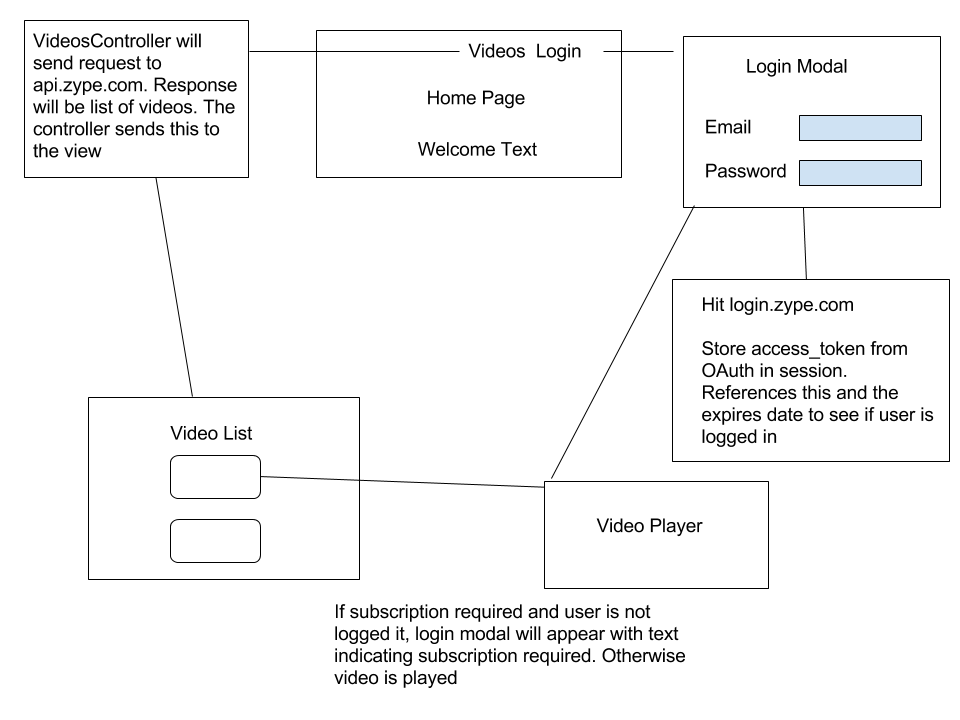 VideosController will
send request to
api.zype.com. Response
will be list of videos. The
controller sends this to
the view
Videos  Login
Home Page
Welcome Text
Login Modal
Email
Password
Hit login.zype.com
Store access_token from
OAuth in session.
References this and the
expires date to see if user is
logged in
Video List
Video Player
If subscription required and user is not
logged it, login modal will appear with text
indicating subscription required. Otherwise
video is played